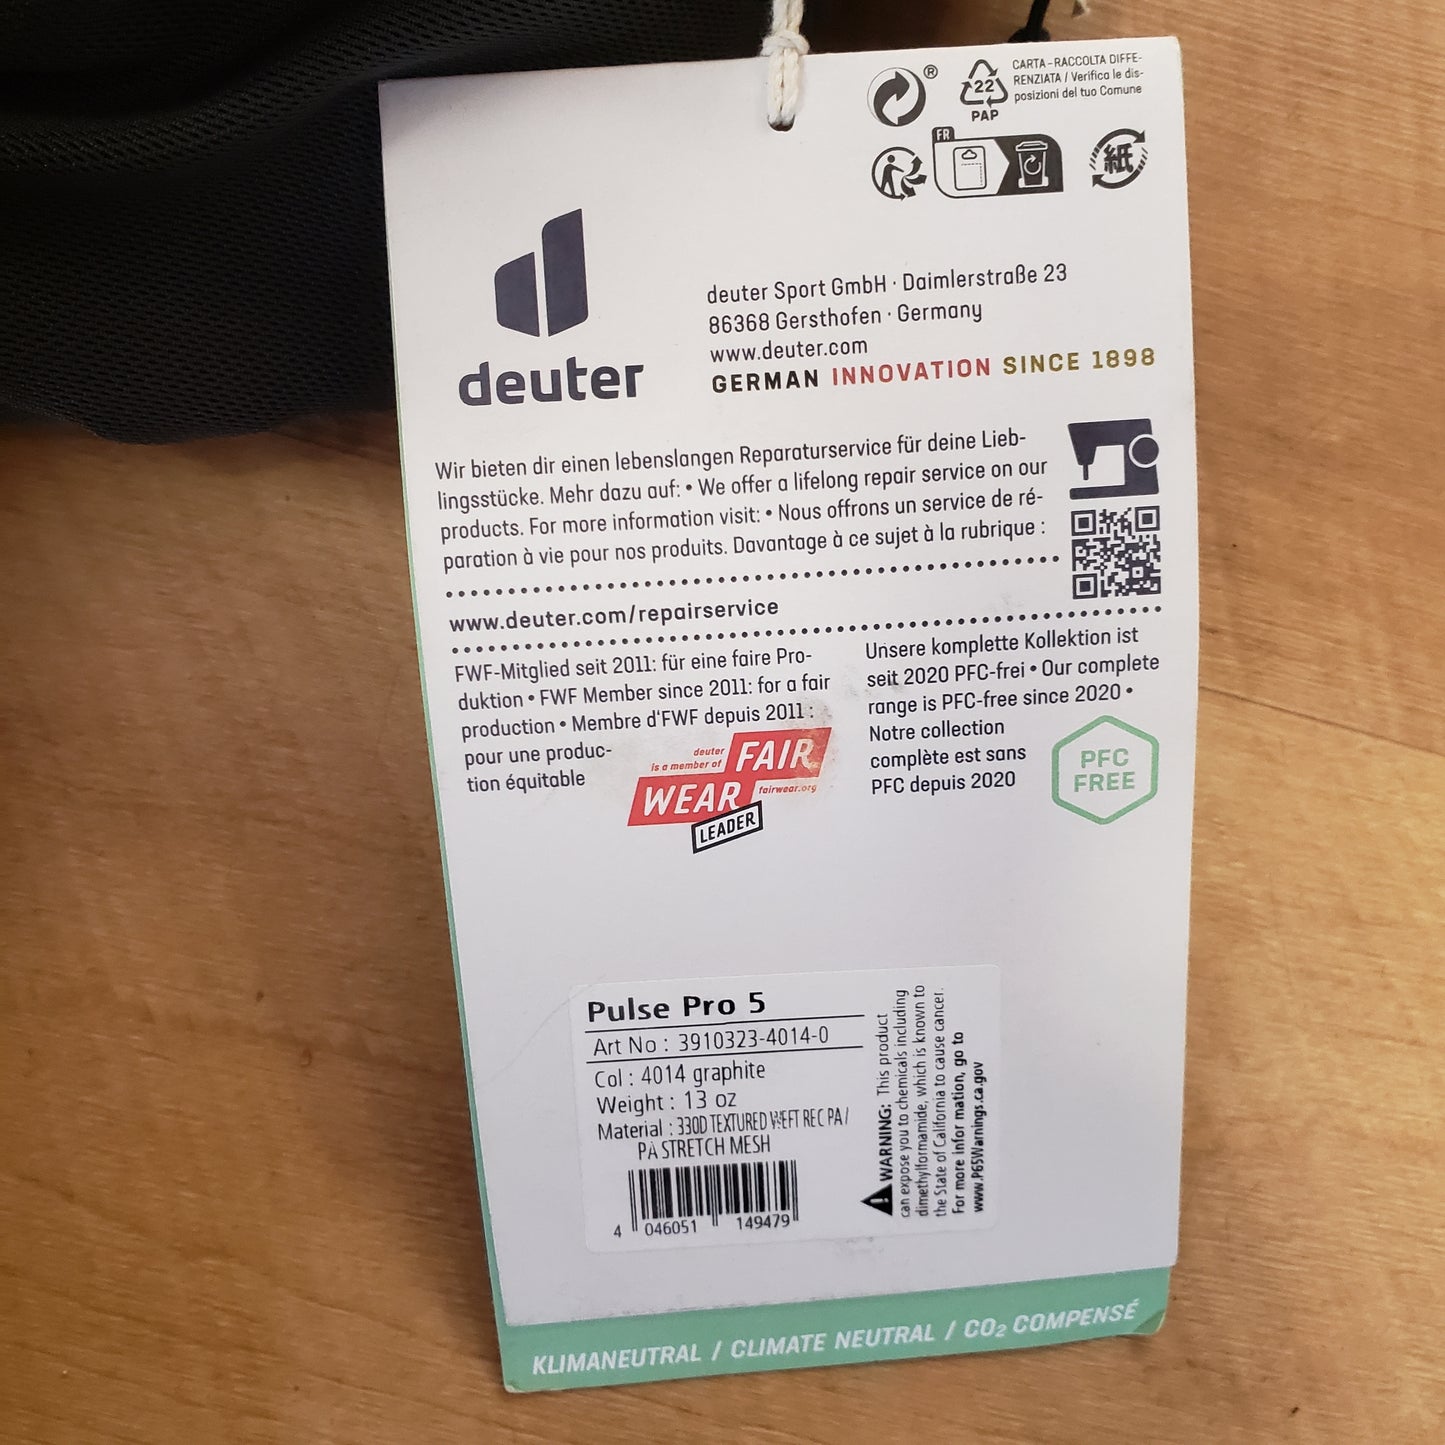 ®
22
PAP
CARTA-RACCOLTA DIFFE-
RENZIATA / Verifica le dis-
posizioni del tuo Comune
FR
紙
deuter
deuter Sport GmbH · Daimlerstraße 23
86368 Gersthofen · Germany
www.deuter.com
GERMAN INNOVATION SINCE 1898
Wir bieten dir einen lebenslangen Reparaturservice für deine Lieb-
lingsstücke. Mehr dazu auf: • We offer a lifelong repair service on our
products. For more information visit: • Nous offrons un service de ré-
paration à vie pour nos produits. Davantage à ce sujet à la rubrique :
www.deuter.com/repairservice
FWF-Mitglied seit 2011: für eine faire Pro-
duktion • FWF Member since 2011: for a fair
production • Membre d'FWF depuis 2011 :
pour une produc-
tion équitable
deuter
is a member of
FAIR
WEAR
fairwear.org
LEADER
Unsere komplette Kollektion ist
seit 2020 PFC-frei • Our complete
range is PFC-free since 2020 •
Notre collection
complète est sans
PFC depuis 2020
PFC
FREE
Pulse Pro 5
Art No : 3910323-4014-0
Col : 4014 graphite
Weight : 13 oz
Material : 330D TEXTURED WEFT REC PA /
PA STRETCH MESH
4 046051 149479
WARNING: This product
can expose you to chemicals including
dimethylformamide, which is known to
the State of California to cause cancer.
For more infor mation, go to
www.P65Warnings.ca.gov
KLIMANEUTRAL / CLIMATE NEUTRAL / CO₂ COMPENSÉ